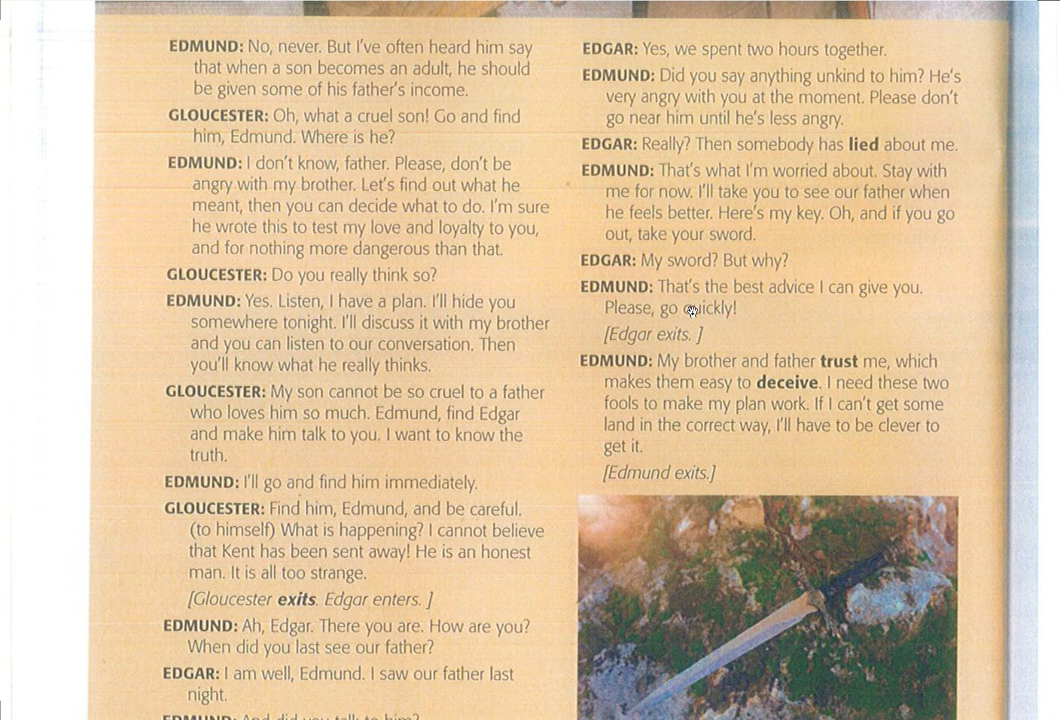 EDMUND: No, never. But I've often heard him say
that when a son becomes an adult, he should
be given some of his father's income.
GLOUCESTER: Oh, what a cruel son! Go and find
him, Edmund. Where is he?
EDMUND: I don't know, father. Please, don't be
angry with my brother. Let's find out what he
meant, then you can decide what to do. I'm sure
he wrote this to test my love and loyalty to you,
and for nothing more dangerous than that.
GLOUCESTER: Do you really think so?
EDMUND: Yes. Listen, I have a plan. I'll hide you
somewhere tonight. I'll discuss it with my brother
and you can listen to our conversation. Then
you'll know what he really thinks.
GLOUCESTER: My son cannot be so cruel to a father
who loves him so much. Edmund, find Edgar
and make him talk to you. I want to know the
truth.
EDMUND: I'll go and find him immediately.
GLOUCESTER: Find him, Edmund, and be careful.
(to himself) What is happening? I cannot believe
that Kent has been sent away! He is an honest
man. It is all too strange.
[Gloucester exits. Edgar enters. ]
EDMUND: Ah, Edgar. There you are. How are you?
When did you last see our father?
EDGAR: I am well, Edmund. I saw our father last
night.
EDMUND: And did you talk to him?
EDGAR: Yes, we spent two hours together.
EDMUND: Did you say anything unkind to him? He's
very angry with you at the moment. Please don't
go near him until he's less angry.
EDGAR: Really? Then somebody has lied about me.
EDMUND: That's what I'm worried about. Stay with
me for now. I'll take you to see our father when
he feels better. Here's my key. Oh, and if you go
out, take your sword.
EDGAR: My sword? But why?
EDMUND: That's the best advice I can give you.
Please, go quickly!
[Edgar exits. ]
EDMUND: My brother and father trust me, which
makes them easy to deceive. I need these two
fools to make my plan work. If I can't get some
land in the correct way, I'll have to be clever to
get it.
[Edmund exits.]